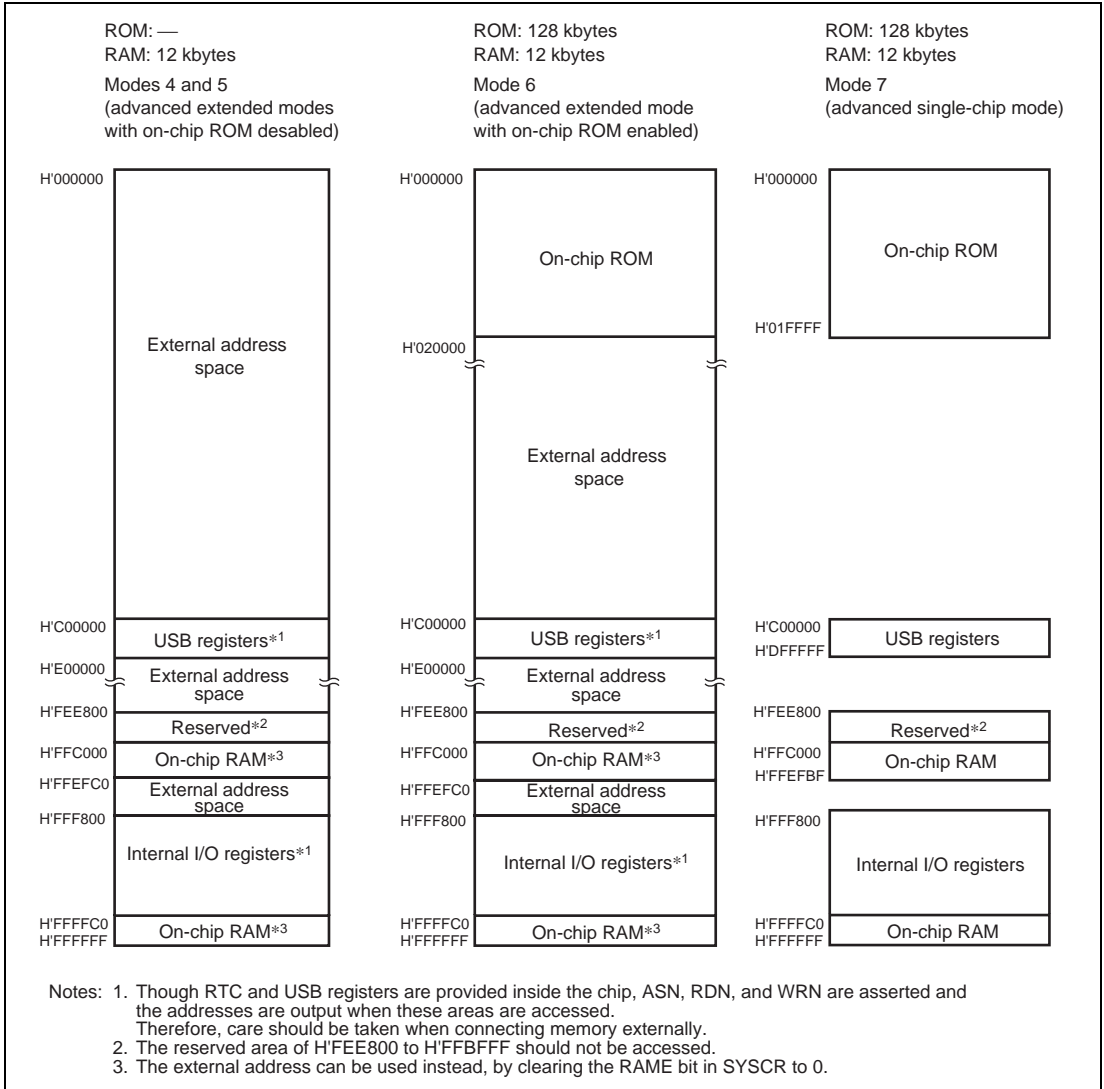 ROM: —
RAM: 12 kbytes
Modes 4 and 5
(advanced extended modes
with on-chip ROM desabled)
H'000000
External address
space
H'C00000
USB registers*1
H'E00000
External address
space
H'FEE800
Reserved*2
H'FFC000
On-chip RAM*3
H'FFEFC0
External address
space
H'FFF800
Internal I/O registers*1
H'FFFFC0
On-chip RAM*3
H'FFFFFF
ROM: 128 kbytes
RAM: 12 kbytes
Mode 6
(advanced extended mode
with on-chip ROM enabled)
H'000000
On-chip ROM
H'020000
External address
space
H'C00000
USB registers*1
H'E00000
External address
space
H'FEE800
Reserved*2
H'FFC000
On-chip RAM*3
H'FFEFC0
External address
space
H'FFF800
Internal I/O registers*1
H'FFFFC0
On-chip RAM*3
H'FFFFFF
ROM: 128 kbytes
RAM: 12 kbytes
Mode 7
(advanced single-chip mode)
H'000000
On-chip ROM
H'01FFFF
H'C00000
USB registers
H'DFFFFF
H'FEE800
Reserved*2
H'FFC000
On-chip RAM
H'FFEFBF
H'FFF800
Internal I/O registers
H'FFFFC0
On-chip RAM
H'FFFFFF
Notes: 1. Though RTC and USB registers are provided inside the chip, ASN, RDN, and WRN are asserted and
the addresses are output when these areas are accessed.
Therefore, care should be taken when connecting memory externally.
2. The reserved area of H'FEE800 to H'FFBFFF should not be accessed.
3. The external address can be used instead, by clearing the RAME bit in SYSCR to 0.